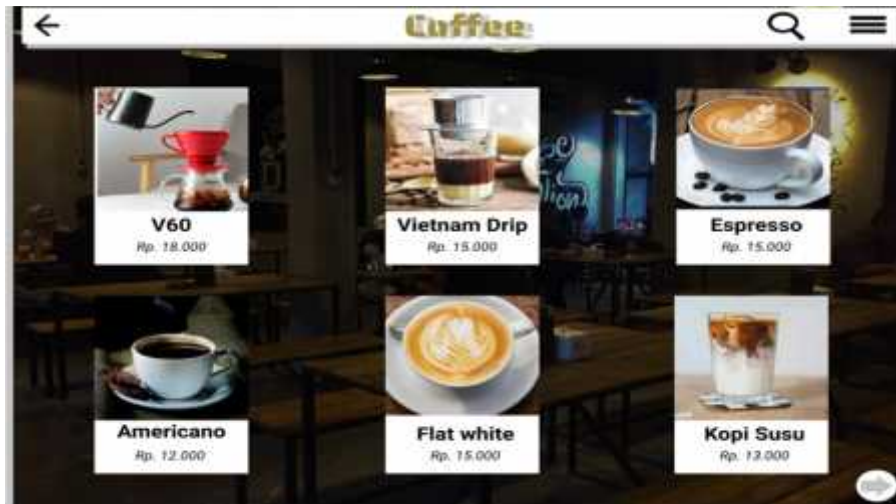 Coffee
V60
Rp. 18.000
Vietnam Drip
Rp. 15.000
Espresso
Rp. 15.000
Americano
Rp. 12.000
Flat white
Rp. 15.000
Kopi Susu
Rp. 13.000